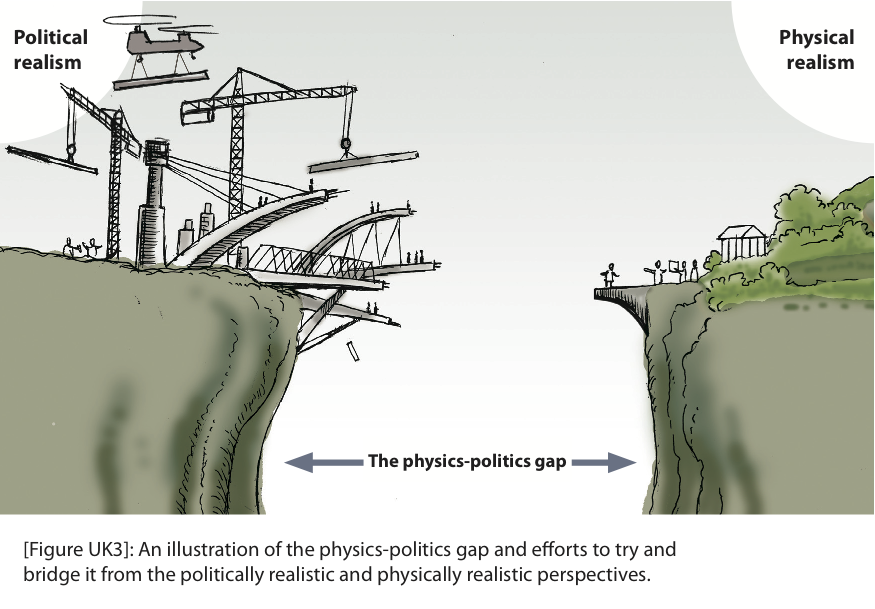 Political
realism
Physical
realism
The physics-politics gap
[Figure UK3]: An illustration of the physics-politics gap and efforts to try and
bridge it from the politically realistic and physically realistic perspectives.